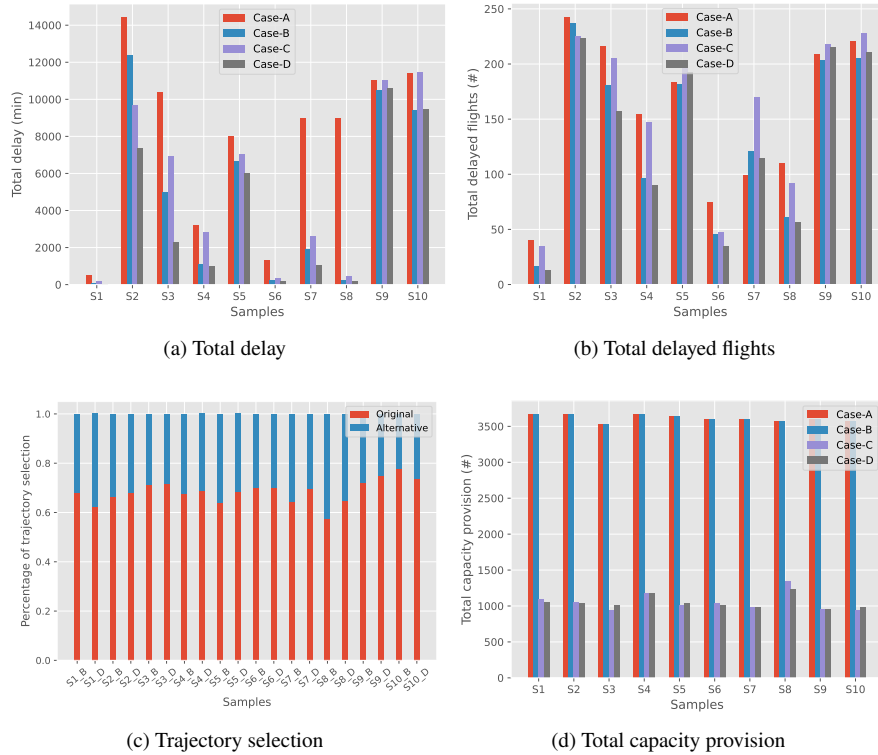 14000
12000
10000
8000
6000
4000
2000
0
Total delay (min)
Case-A
Case-B
Case-C
Case-D
S1 S2 S3 S4 S5 S6 S7 S8 S9 S10
Samples
(a) Total delay
250
200
150
100
50
0
Total delayed flights (#)
Case-A
Case-B
Case-C
Case-D
S1 S2 S3 S4 S5 S6 S7 S8 S9 S10
Samples
(b) Total delayed flights
1.0
0.8
0.6
0.4
0.2
0.0
Percentage of trajectory selection
Original
Alternative
S1_B S1_D S2_B S2_D S3_B S3_D S4_B S4_D S5_B S5_D S6_B S6_D S7_B S7_D S8_B S8_D S9_B S9_D S10_B S10_D
Samples
(c) Trajectory selection
3500
3000
2500
2000
1500
1000
500
0
Total capacity provision (#)
Case-A
Case-B
Case-C
Case-D
S1 S2 S3 S4 S5 S6 S7 S8 S9 S10
Samples
(d) Total capacity provision